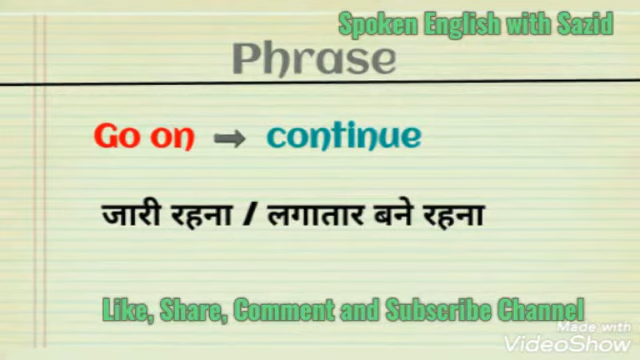 Spoken English with Sazid
Phrase
Go on ➡ continue
जारी रहना / लगातार बने रहना
Like, Share, Comment and Subscribe Channel
Made with
VideoShow